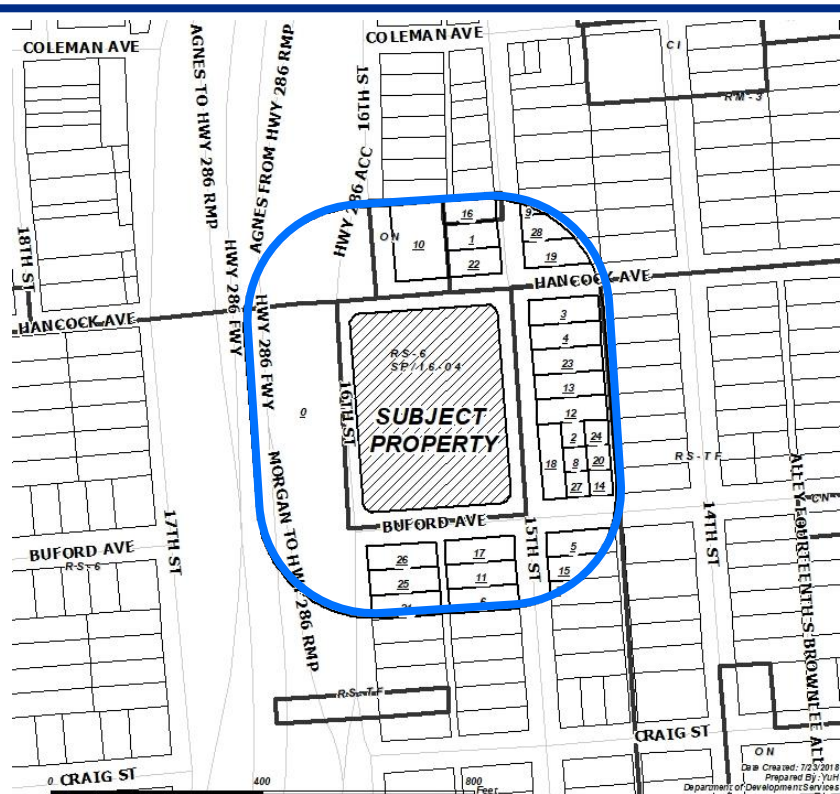 COLEMAN AVE
COLEMAN AVE
CI
RM-3
AGNES TO HWY 286 RMP
AGNES FROM HWY 286 RMP
HWY 286 ACC
16TH ST
18TH ST
ON
10
16
1
22
9
28
19
HANCOCK AVE
HANCOCK AVE
HWY 286 FWY
HWY 286 FWY
3
4
23
13
12
2
24
18
8
20
27
14
RS-6
SP/16-04
16TH ST
0
SUBJECT
PROPERTY
RS-TF
CN
MORGAN TO HWY 286 RMP
BUFORD AVE
BUFORD AVE
RS-6
17TH ST
15TH ST
14TH ST
26
17
5
25
11
15
6
RS-TF
CRAIG ST
CRAIG ST
ON
0
400
800
Feet
Date Created: 7/23/2018
Prepared By: YuH
Department of Development Services